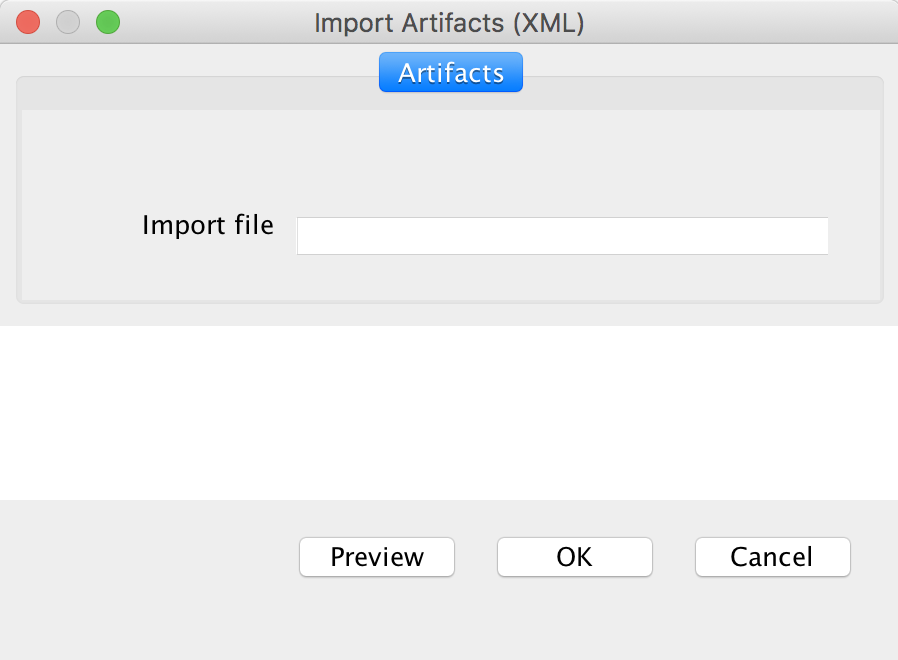 Import Artifacts (XML)
Artifacts
Import file
Preview OK Cancel